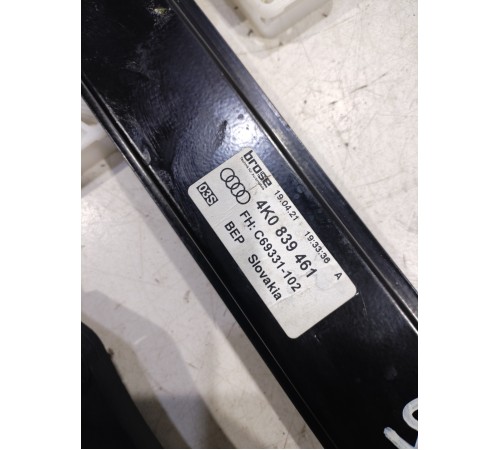 brose
19.04.21 19:33:36 A
4K0 839 461
03S FH: C69331-102
BEP Slovakia